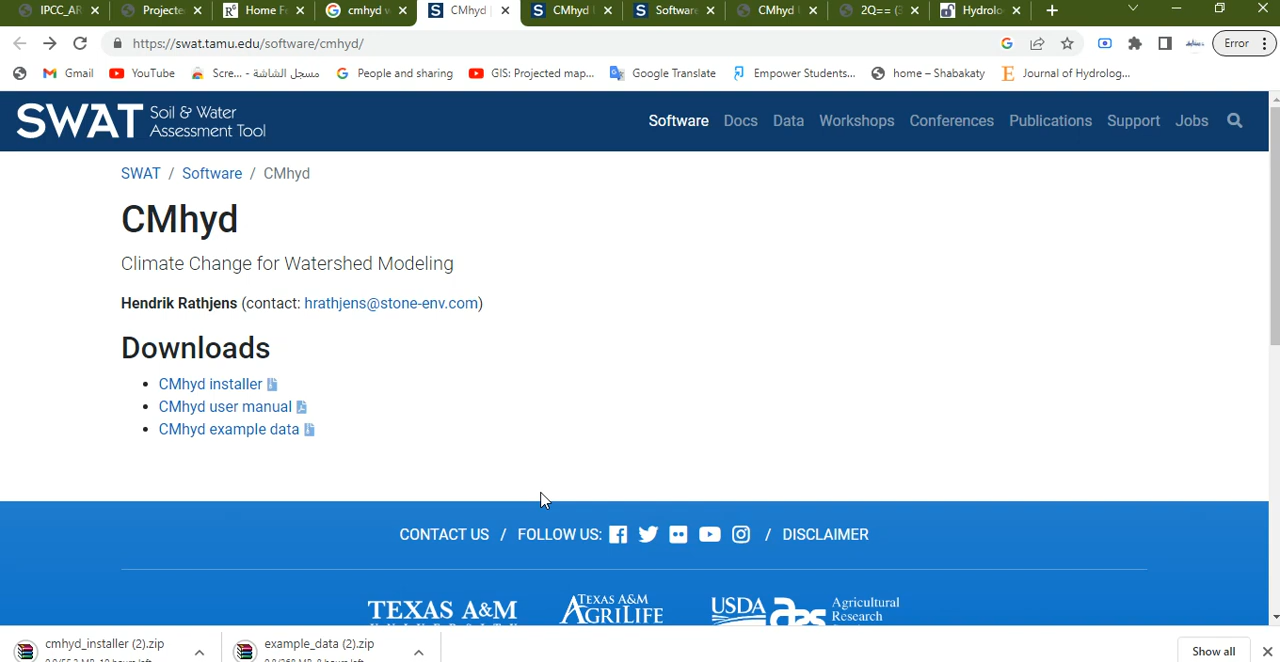 IPCC_AR
Projecte
Home Fe
cmhyd w
CMhyd
CMhyd U
Software
CMhyd U
2Q== (3
Hydrolo
https://swat.tamu.edu/software/cmhyd/
Error
Gmail
YouTube
Scre... - مسجل الشاشة
People and sharing
GIS: Projected map...
Google Translate
Empower Students...
home – Shabakaty
Journal of Hydrolog...
SWAT Soil & Water
Assessment Tool
Software Docs Data Workshops Conferences Publications Support Jobs
SWAT / Software / CMhyd
CMhyd
Climate Change for Watershed Modeling
Hendrik Rathjens (contact: hrathjens@stone-env.com)
Downloads
• CMhyd installer
• CMhyd user manual
• CMhyd example data
CONTACT US / FOLLOW US: / DISCLAIMER
TEXAS A&M
TEXAS A&M
AGRILIFE
USDA
Agricultural
Research
cmhyd_installer (2).zip
example_data (2).zip
Show all